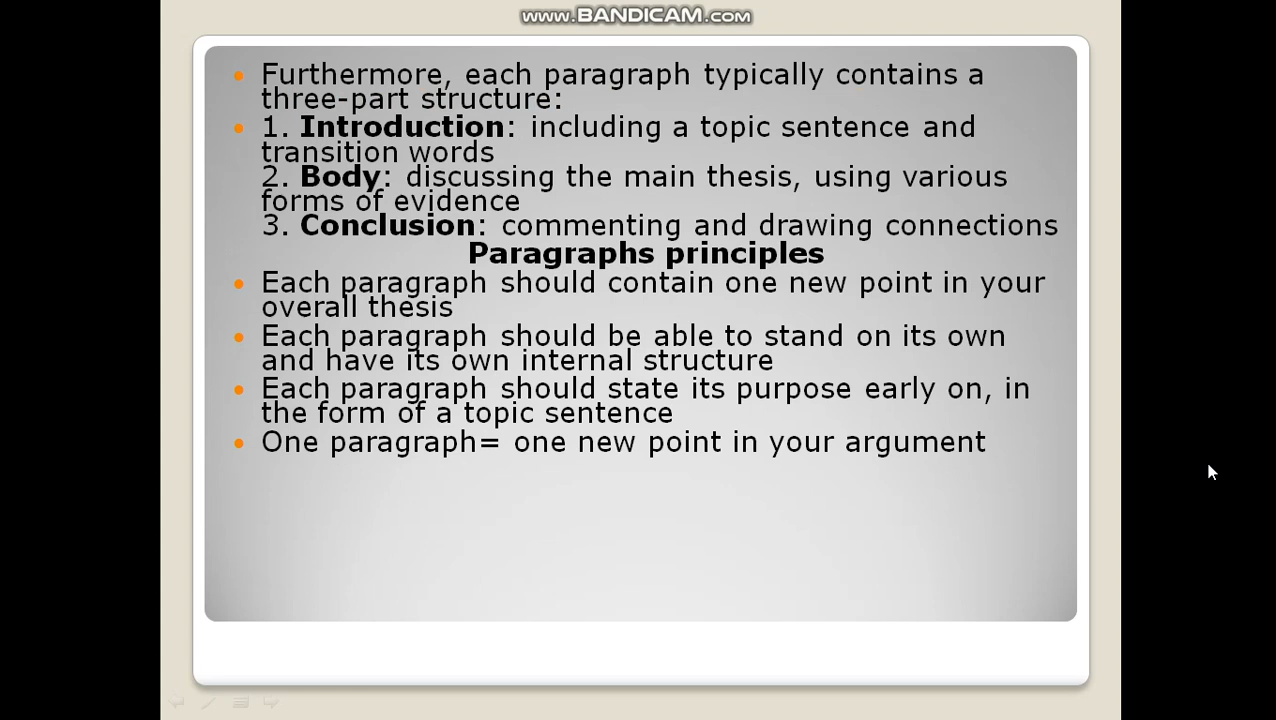 www.BANDICAM.com
Furthermore, each paragraph typically contains a
three-part structure:
1. Introduction: including a topic sentence and
transition words
2. Body: discussing the main thesis, using various
forms of evidence
3. Conclusion: commenting and drawing connections
Paragraphs principles
Each paragraph should contain one new point in your
overall thesis
Each paragraph should be able to stand on its own
and have its own internal structure
Each paragraph should state its purpose early on, in
the form of a topic sentence
One paragraph= one new point in your argument